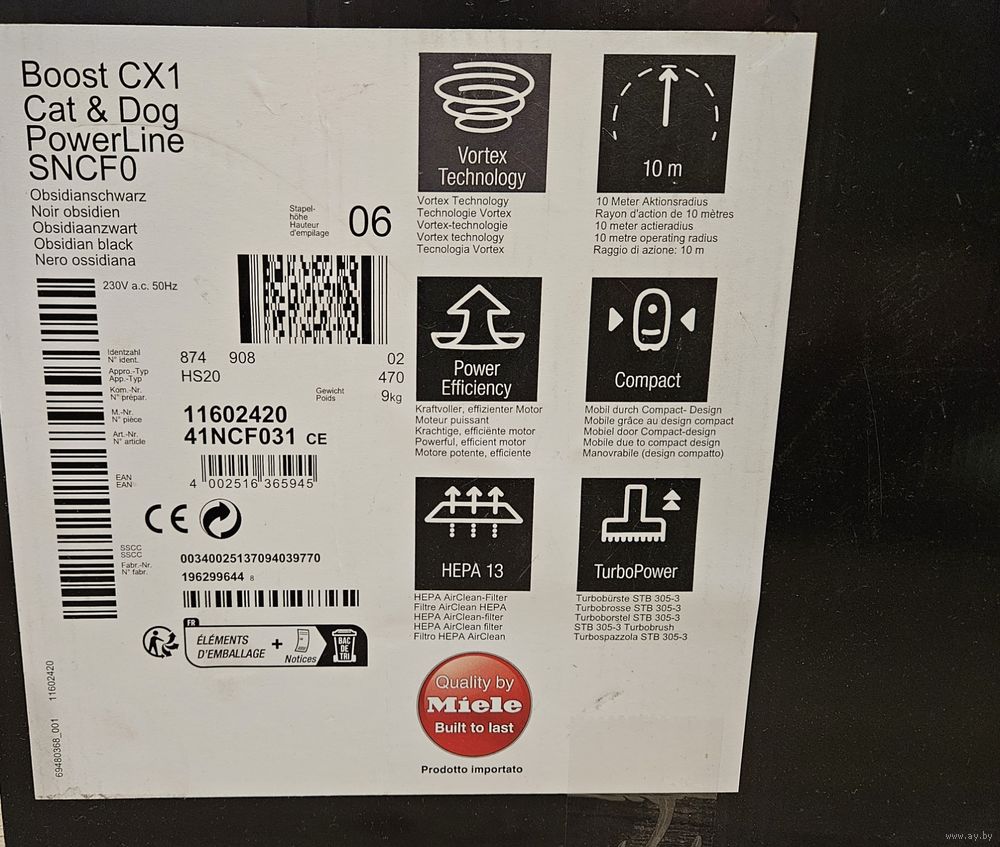 Boost CX1
Cat & Dog
PowerLine
SNCF0
Obsidianschwarz
Noir obsidien
Obsidiaanzwart
Obsidian black
Nero ossidiana
230V a.c. 50Hz
Stapel-
höhe
Hauteur
d'empilage
06
Identzahl
N° ident.
874 908 02
Appro.-Typ
App.-Typ
HS20 470
Kom.-Nr.
N° prépar.
Gewicht
Poids
9kg
M.-Nr.
N° pièce
11602420
Art.-Nr.
N° article
41NCF031 CE
EAN
EAN
4 002516 365945
CE
SSCC
SSCC
00340025137094039770
Fabr.-Nr.
N° fabr.
196299644 8
FR
ÉLÉMENTS
D'EMBALLAGE
+
Notices
BAC
DE
TRI
69480368_001 11602420
Vortex
Technology
Vortex Technology
Technologie Vortex
Vortex-technologie
Vortex technology
Tecnologia Vortex
10 m
10 Meter Aktionsradius
Rayon d'action de 10 mètres
10 meter actieradius
10 metre operating radius
Raggio di azione: 10 m
Power
Efficiency
Kraftvoller, effizienter Motor
Moteur puissant
Krachtige, efficiënte motor
Powerful, efficient motor
Motore potente, efficiente
Compact
Mobil durch Compact- Design
Mobile grâce au design compact
Mobiel door Compact-design
Mobile due to compact design
Manovrabile (design compatto)
HEPA 13
HEPA AirClean-Filter
Filtre AirClean HEPA
HEPA AirClean-filter
HEPA AirClean filter
Filtro HEPA AirClean
TurboPower
Turbobürste STB 305-3
Turbobrosse STB 305-3
Turboborstel STB 305-3
STB 305-3 Turbobrush
Turbospazzola STB 305-3
Quality by
Miele
Built to last
Prodotto importato
www.ay.by